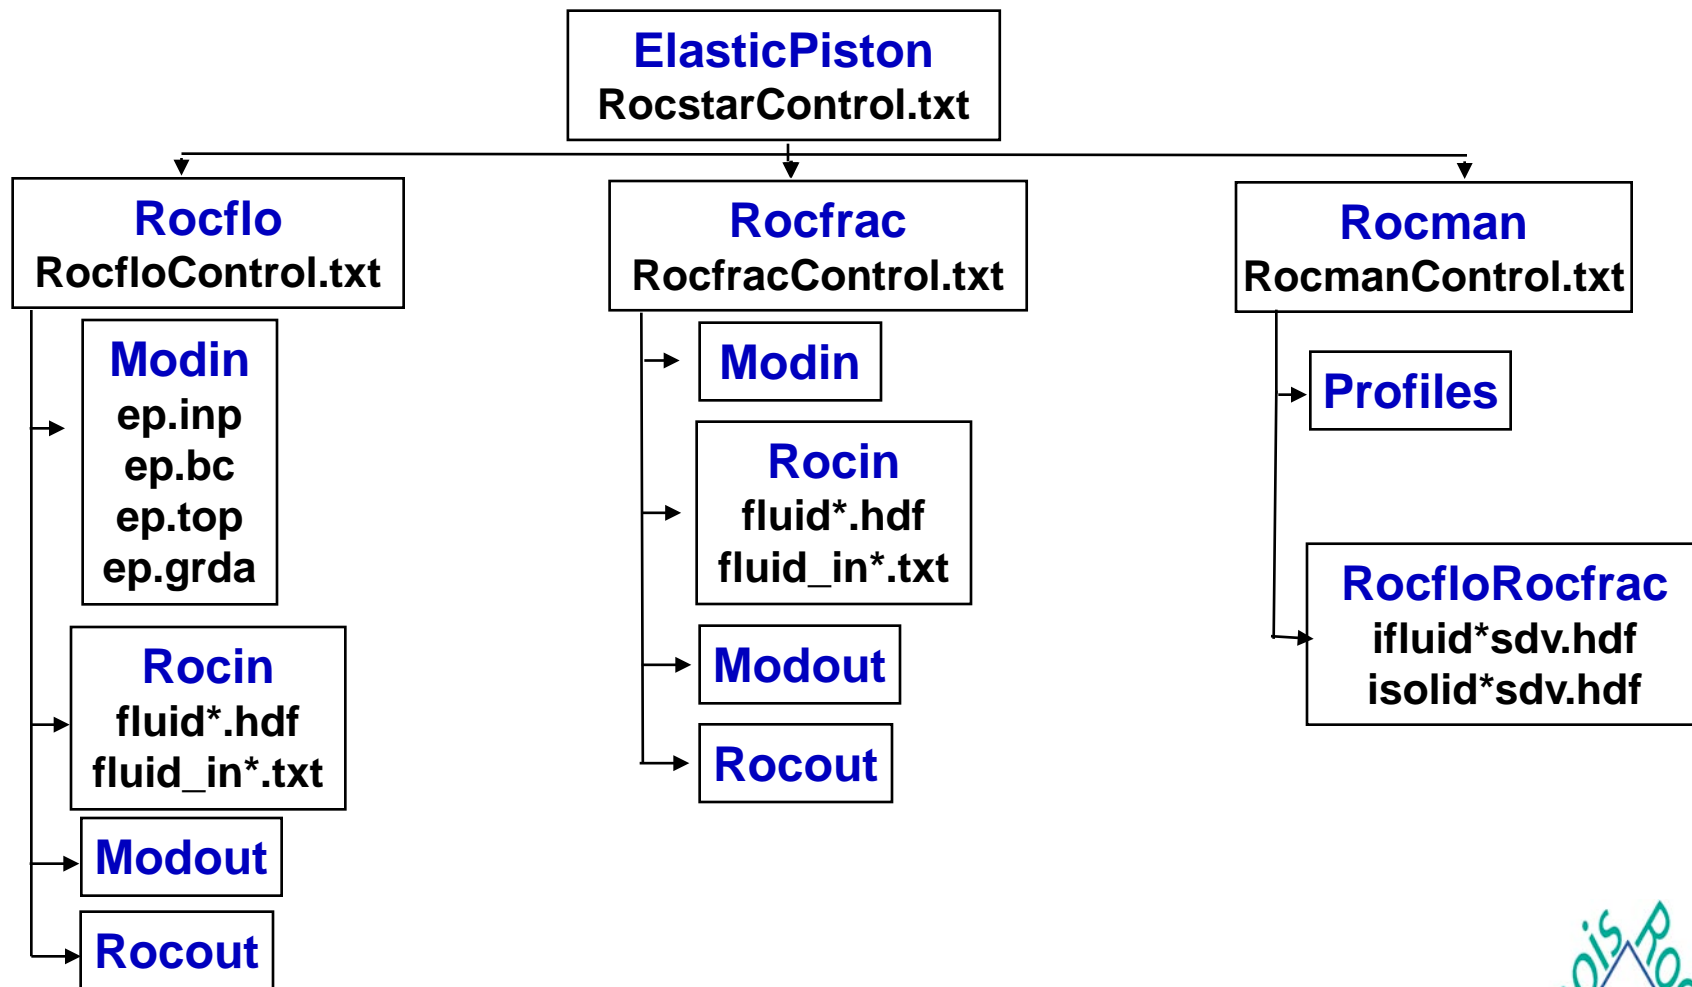 ElasticPiston
RocstarControl.txt
Rocflo
RocfloControl.txt
Modin
ep.inp
ep.bc
ep.top
ep.grda
Rocin
fluid*.hdf
fluid_in*.txt
Modout
Rocout
Rocfrac
RocfracControl.txt
Modin
Rocin
fluid*.hdf
fluid_in*.txt
Modout
Rocout
Rocman
RocmanControl.txt
Profiles
RocfloRocfrac
ifluid*sdv.hdf
isolid*sdv.hdf